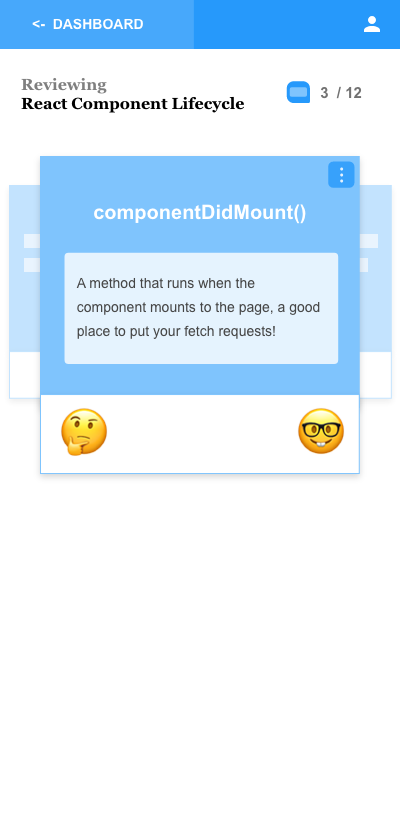 <- DASHBOARD
Reviewing
React Component Lifecycle
3 / 12
componentDidMount()
A method that runs when the
component mounts to the page, a good
place to put your fetch requests!